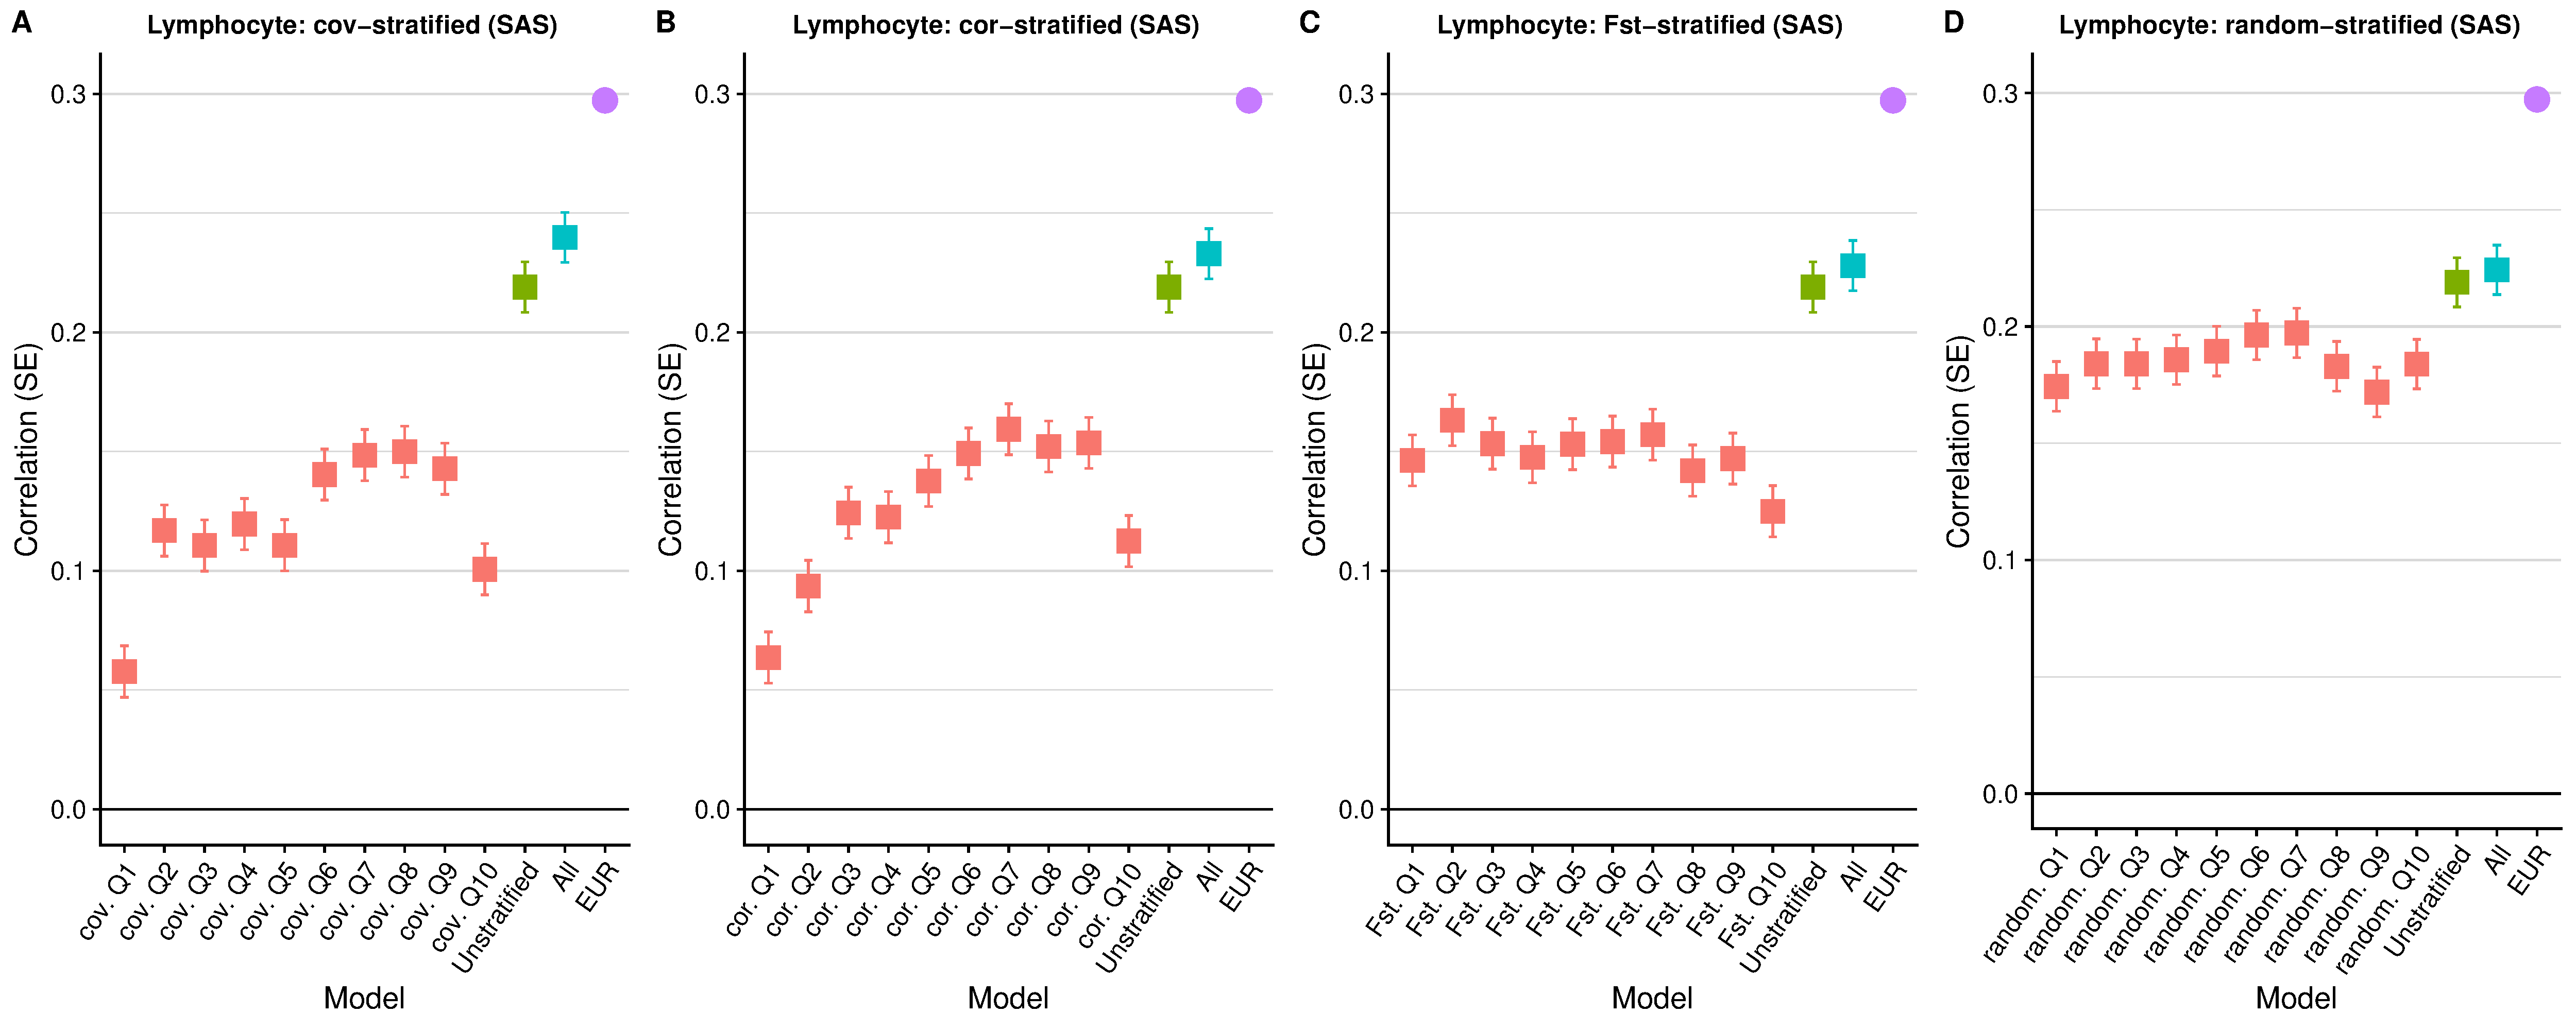 A
Lymphocyte: cov−stratified (SAS)
Correlation (SE)
0.3
0.2
0.1
0.0
cov. Q1
cov. Q2
cov. Q3
cov. Q4
cov. Q5
cov. Q6
cov. Q7
cov. Q8
cov. Q9
cov. Q10
Unstratified
All
EUR
Model
B
Lymphocyte: cor−stratified (SAS)
Correlation (SE)
0.3
0.2
0.1
0.0
cor. Q1
cor. Q2
cor. Q3
cor. Q4
cor. Q5
cor. Q6
cor. Q7
cor. Q8
cor. Q9
cor. Q10
Unstratified
All
EUR
Model
C
Lymphocyte: Fst−stratified (SAS)
Correlation (SE)
0.3
0.2
0.1
0.0
Fst. Q1
Fst. Q2
Fst. Q3
Fst. Q4
Fst. Q5
Fst. Q6
Fst. Q7
Fst. Q8
Fst. Q9
Fst. Q10
Unstratified
All
EUR
Model
D
Lymphocyte: random−stratified (SAS)
Correlation (SE)
0.3
0.2
0.1
0.0
random. Q1
random. Q2
random. Q3
random. Q4
random. Q5
random. Q6
random. Q7
random. Q8
random. Q9
random. Q10
Unstratified
All
EUR
Model